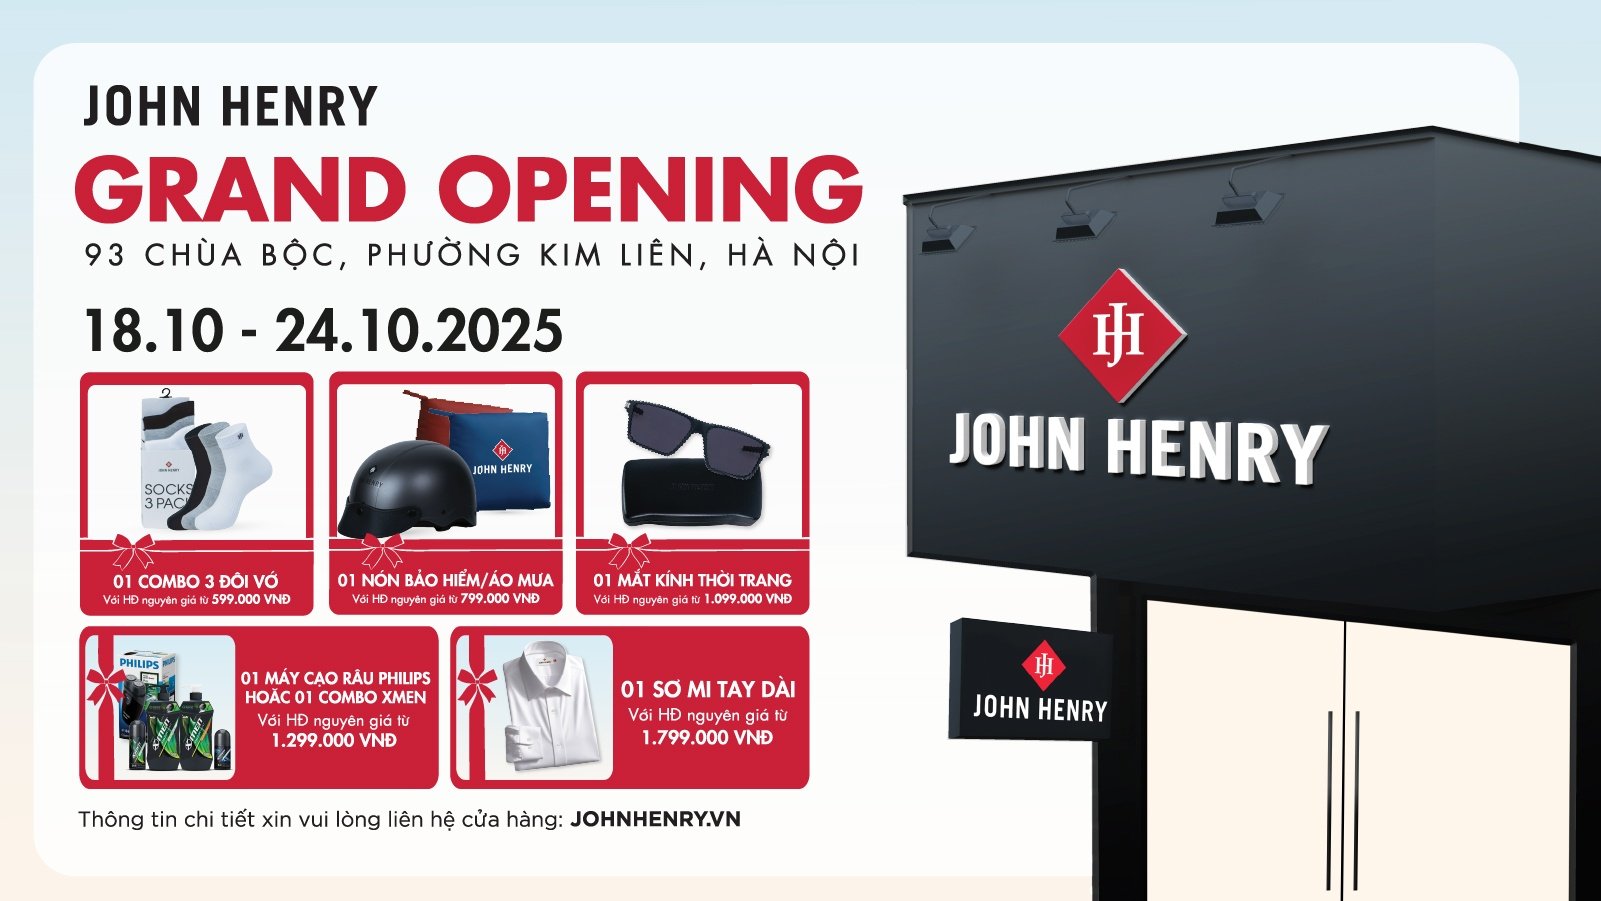 JOHN HENRY
GRAND OPENING
93 CHÙA BỘC, PHƯỜNG KIM LIÊN, HÀ NỘI
18.10 - 24.10.2025
JOHN HENRY
SOCKS
3 PACK
01 COMBO 3 ĐÔI VỚ
Với HĐ nguyên giá từ 599.000 VNĐ
JOHN HENRY
01 NÓN BẢO HIỂM/ÁO MƯA
Với HĐ nguyên giá từ 799.000 VNĐ
01 MẮT KÍNH THỜI TRANG
Với HĐ nguyên giá từ 1.099.000 VNĐ
PHILIPS
01 MÁY CẠO RÂU PHILIPS
HOẶC 01 COMBO XMEN
Với HĐ nguyên giá từ
1.299.000 VNĐ
01 SƠ MI TAY DÀI
Với HĐ nguyên giá từ
1.799.000 VNĐ
Thông tin chi tiết xin vui lòng liên hệ cửa hàng: JOHNHENRY.VN
JH
JOHN HENRY
JH
JOHN HENRY